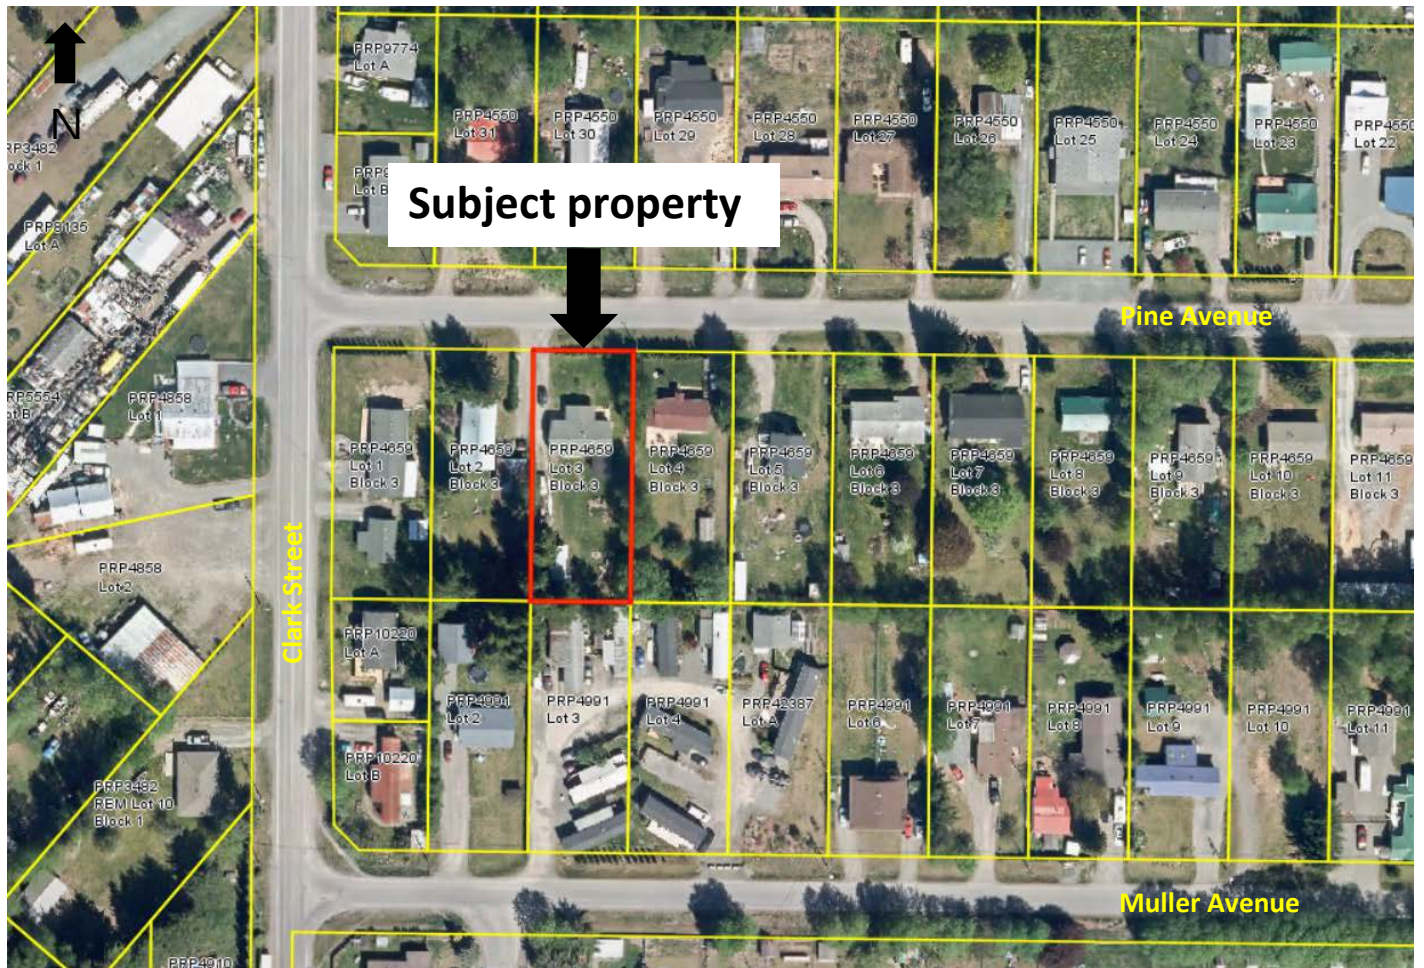 N
PRP9774
Lot A
PRP4550
Lot 31
PRP4550
Lot 30
PRP4550
Lot 29
PRP4550
Lot 28
PRP4550
Lot 27
PRP4550
Lot 26
PRP4550
Lot 25
PRP4550
Lot 24
PRP4550
Lot 23
PRP4550
Lot 22
RP3482
ock 1
PRP9
Lot B
Subject property
PRP8135
Lot A
Pine Avenue
RP5554
ot B
PRP4858
Lot 1
PRP4659
Lot 1
Block 3
PRP4659
Lot 2
Block 3
PRP4659
Lot 3
Block 3
PRP4659
Lot 4
Block 3
PRP4659
Lot 5
Block 3
PRP4659
Lot 6
Block 3
PRP4659
Lot 7
Block 3
PRP4659
Lot 8
Block 3
PRP4659
Lot 9
Block 3
PRP4659
Lot 10
Block 3
PRP4659
Lot 11
Block 3
PRP4858
Lot 2
Clark Street
PRP10220
Lot A
PRP4991
Lot 2
PRP4991
Lot 3
PRP4991
Lot 4
PRP42387
Lot A
PRP4991
Lot 6
PRP4991
Lot 7
PRP4991
Lot 8
PRP4991
Lot 9
PRP4991
Lot 10
PRP4991
Lot 11
PRP10220
Lot B
PRP3482
REM Lot 10
Block 1
Muller Avenue
PRP4910